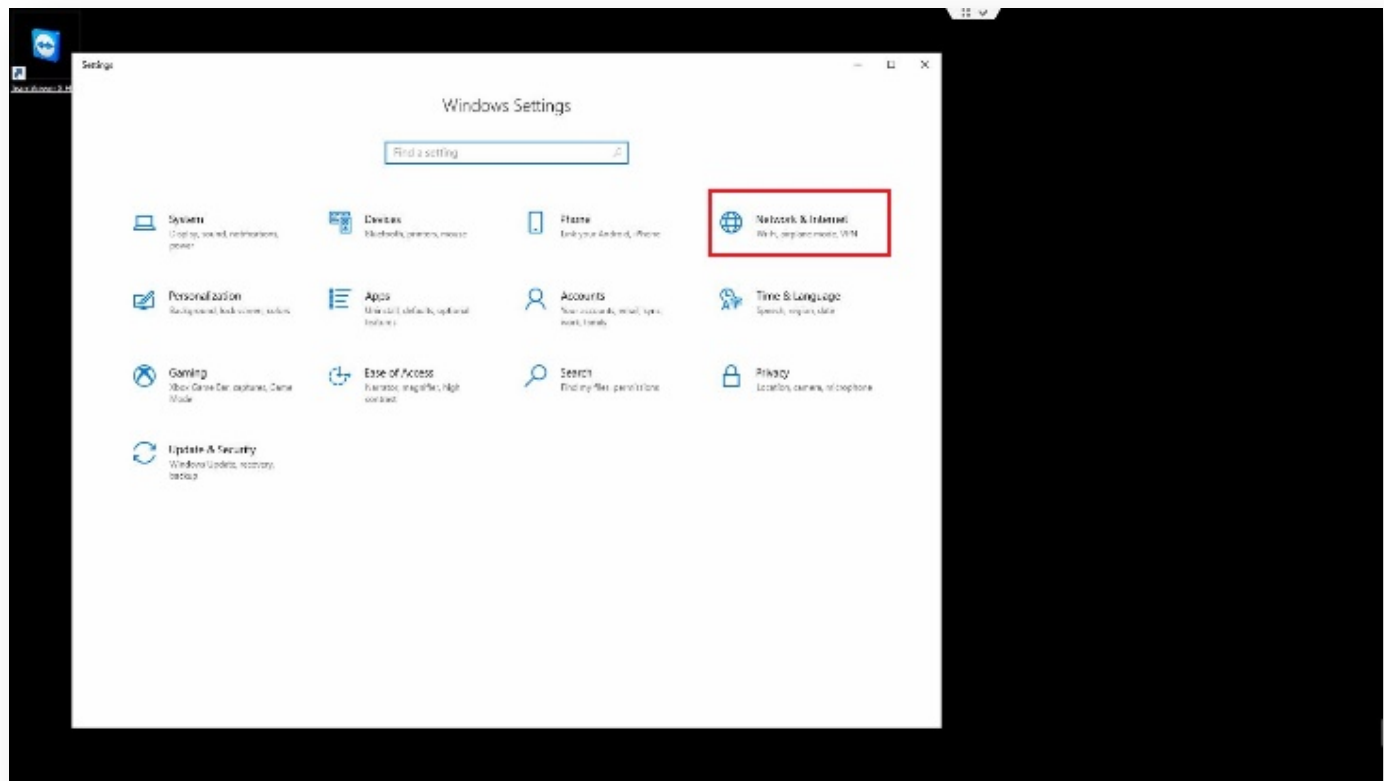 Settings
Windows Settings
Find a setting
System
Display, sound, notifications,
power
Devices
Bluetooth, printers, mouse
Phone
Link your Android, iPhone
Network & Internet
Wi-Fi, airplane mode, VPN
Personalization
Background, lock screen, colors
Apps
Uninstall, defaults, optional
features
Accounts
Your accounts, email, sync,
work, family
Time & Language
Speech, region, date
Gaming
Xbox Game Bar, captures, Game
Mode
Ease of Access
Narrator, magnifier, high
contrast
Search
Find my files, permissions
Privacy
Location, camera, microphone
Update & Security
Windows Update, recovery,
backup